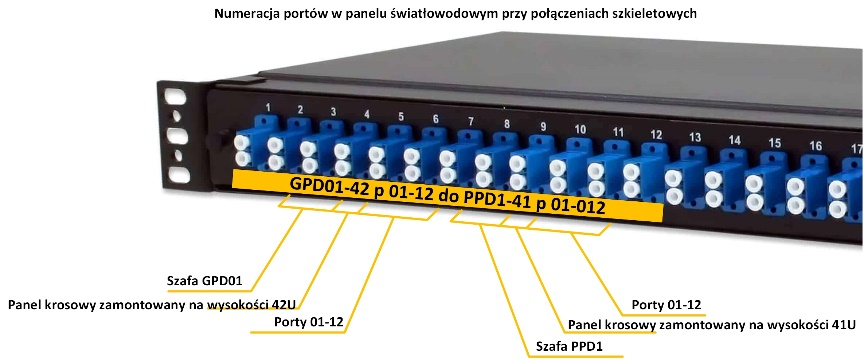 Numeracja portów w panelu światłowodowym przy połączeniach szkieletowych
1 2 3 4 5 6 7 8 9 10 11 12 13 14 15 16 17
GPD01-42 p 01-12 do PPD1-41 p 01-012
Szafa GPD01
Panel krosowy zamontowany na wysokości 42U
Porty 01-12
Porty 01-12
Panel krosowy zamontowany na wysokości 41U
Szafa PPD1